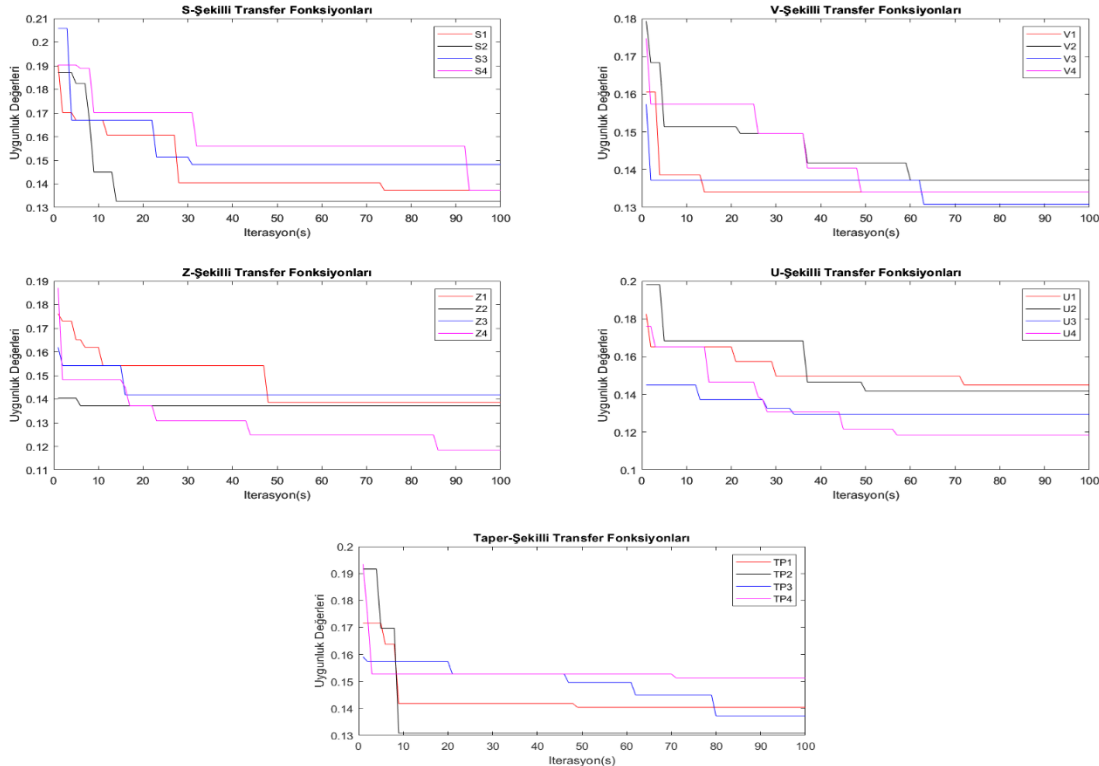 S-Şekilli Transfer Fonksiyonları
Uygunluk Değerleri
0.21
0.2
0.19
0.18
0.17
0.16
0.15
0.14
0.13
0 10 20 30 40 50 60 70 80 90 100
Iterasyon(s)
S1
S2
S3
S4
V-Şekilli Transfer Fonksiyonları
Uygunluk Değerleri
0.18
0.17
0.16
0.15
0.14
0.13
0 10 20 30 40 50 60 70 80 90 100
Iterasyon(s)
V1
V2
V3
V4
Z-Şekilli Transfer Fonksiyonları
Uygunluk Değerleri
0.19
0.18
0.17
0.16
0.15
0.14
0.13
0.12
0.11
0 10 20 30 40 50 60 70 80 90 100
Iterasyon(s)
Z1
Z2
Z3
Z4
U-Şekilli Transfer Fonksiyonları
Uygunluk Değerleri
0.2
0.18
0.16
0.14
0.12
0.1
0 10 20 30 40 50 60 70 80 90 100
Iterasyon(s)
U1
U2
U3
U4
Taper-Şekilli Transfer Fonksiyonları
Uygunluk Değerleri
0.2
0.19
0.18
0.17
0.16
0.15
0.14
0.13
0 10 20 30 40 50 60 70 80 90 100
Iterasyon(s)
TP1
TP2
TP3
TP4